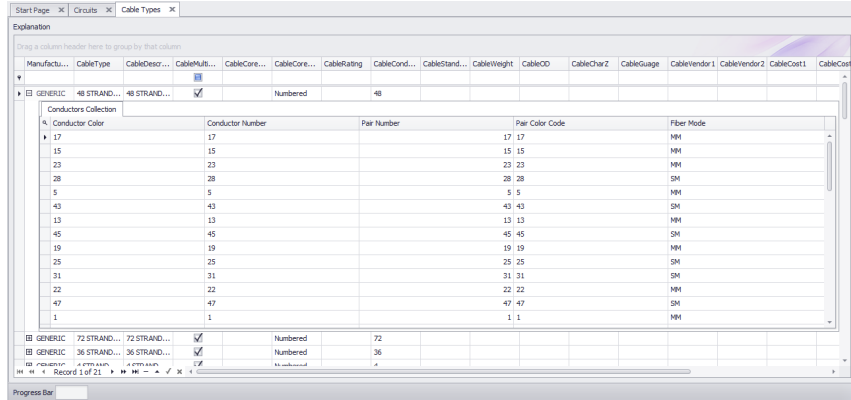 Start Page Circuits Cable Types
Explanation
Drag a column header here to group by that column
Manufactu... CableType CableDescr... CableMulti... CableCore... CableCore... CableRating CableCond... CableStand... CableWeight CableOD CableCharZ CableGuage CableVendor1 CableVendor2 CableCost1 CableCost
GENERIC 48 STRAND... 48 STRAND... Numbered 48
Conductors Collection
Conductor Color Conductor Number Pair Number Pair Color Code Fiber Mode
17 17 17 17 MM
15 15 15 15 MM
23 23 23 23 MM
28 28 28 28 SM
5 5 5 5 MM
43 43 43 43 SM
13 13 13 13 MM
45 45 45 45 SM
19 19 19 19 MM
25 25 25 25 SM
31 31 31 31 SM
22 22 22 22 MM
47 47 47 47 SM
1 1 1 1 MM
GENERIC 72 STRAND... 72 STRAND... Numbered 72
GENERIC 36 STRAND... 36 STRAND... Numbered 36
GENERIC 4 STRAND 4 STRAND Numbered 4
Record 1 of 21
Progress Bar